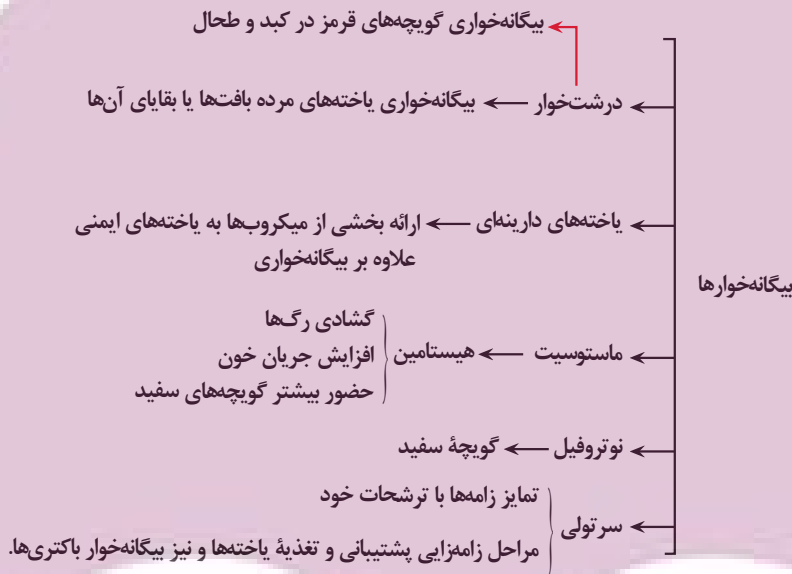 بیگانه‌خواری گویچه‌های قرمز در کبد و طحال
درشت‌خوار
بیگانه‌خواری یاخته‌های مرده بافت‌ها یا بقایای آن‌ها
یاخته‌های دارینه‌ای
ارائه بخشی از میکروب‌ها به یاخته‌های ایمنی
علاوه بر بیگانه‌خواری
بیگانه‌خوارها
ماستوسیت
هیستامین
گشادی رگ‌ها
افزایش جریان خون
حضور بیشتر گویچه‌های سفید
نوتروفیل
گویچهٔ سفید
سرتولی
تمایز زامه‌ها با ترشحات خود
مراحل زامه‌زایی پشتیبانی و تغذیهٔ یاخته‌ها و نیز بیگانه‌خوار باکتری‌ها.